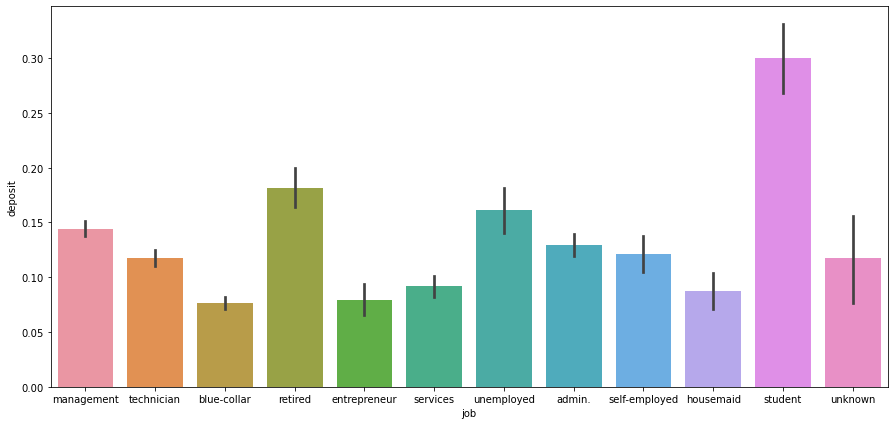 0.30
0.25
0.20
0.15
0.10
0.05
0.00
deposit
management technician blue-collar retired entrepreneur services unemployed admin. self-employed housemaid student unknown
job